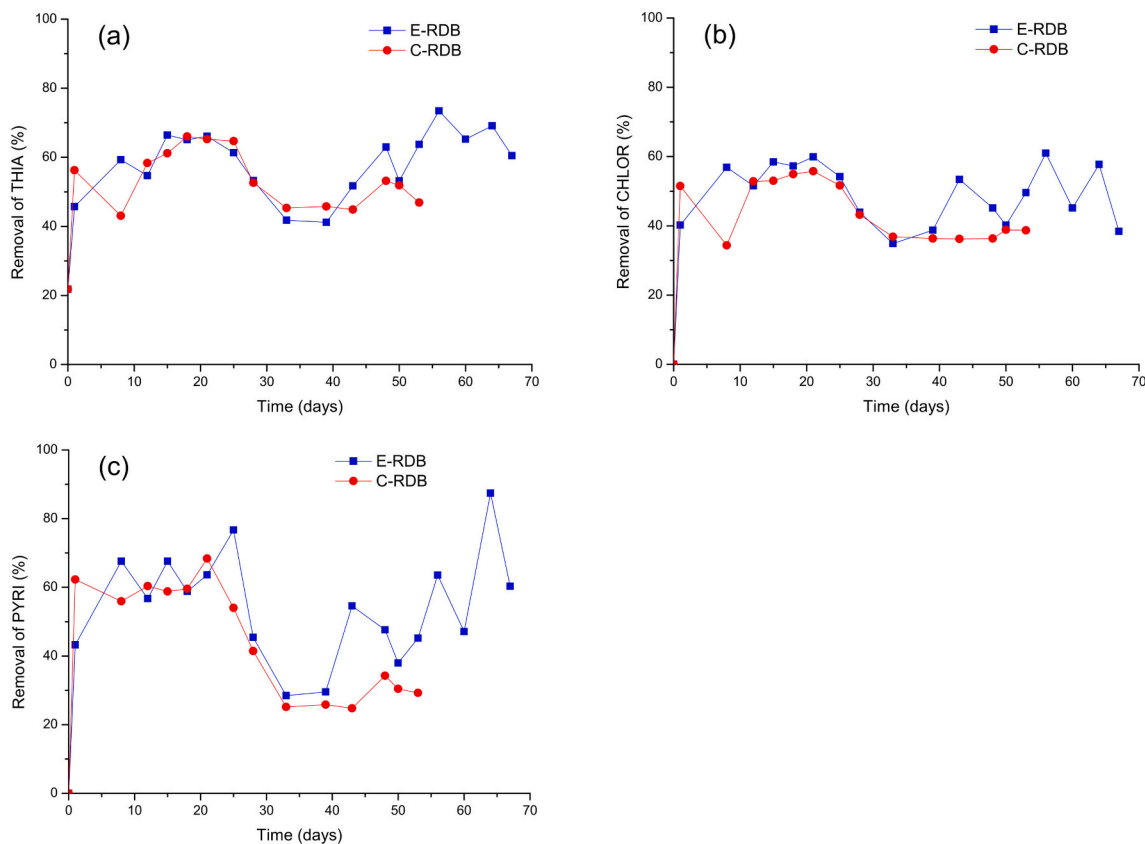 (a)
E-RDB
C-RDB
Removal of THIA (%)
100
80
60
40
20
0
0 10 20 30 40 50 60 70
Time (days)
(b)
E-RDB
C-RDB
Removal of CHLOR (%)
100
80
60
40
20
0
0 10 20 30 40 50 60 70
Time (days)
(c)
E-RDB
C-RDB
Removal of PYRI (%)
100
80
60
40
20
0
0 10 20 30 40 50 60 70
Time (days)